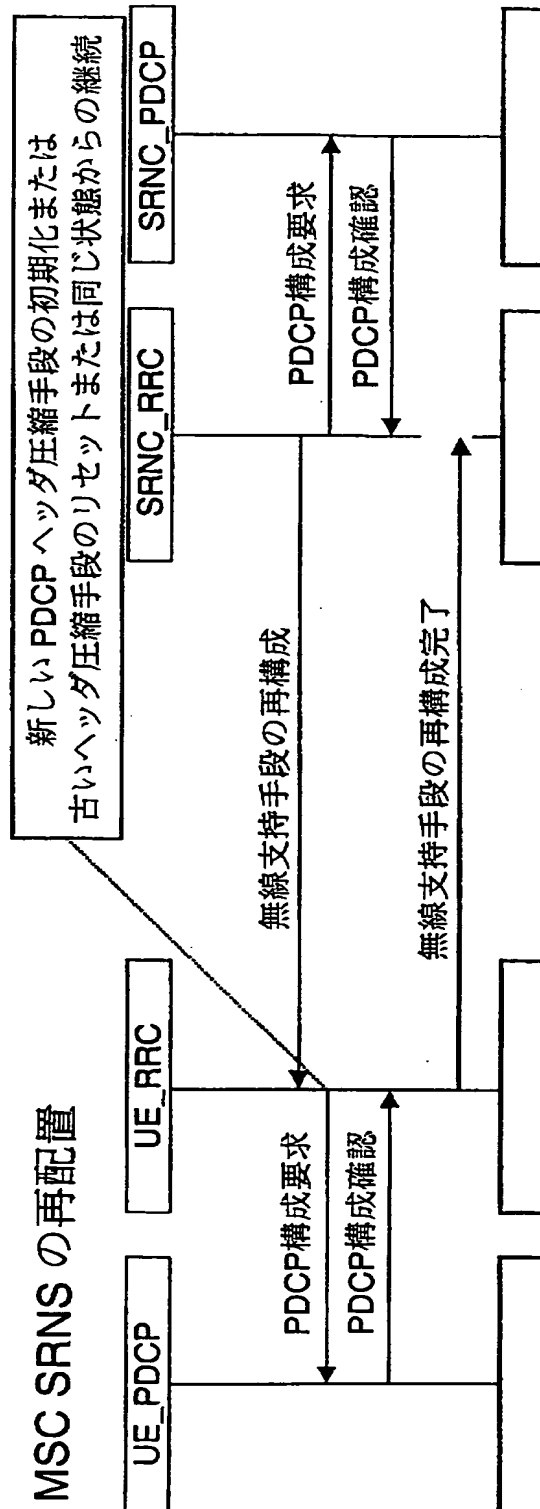 MSC SRNS の再配置
新しい PDCP ヘッダ圧縮手段の初期化または
古いヘッダ圧縮手段のリセットまたは同じ状態からの継続
UE_PDCP
UE_RRC
SRNC_RRC
SRNC_PDCP
無線支持手段の再構成
PDCP構成要求
PDCP構成要求
PDCP構成確認
PDCP構成確認
無線支持手段の再構成完了